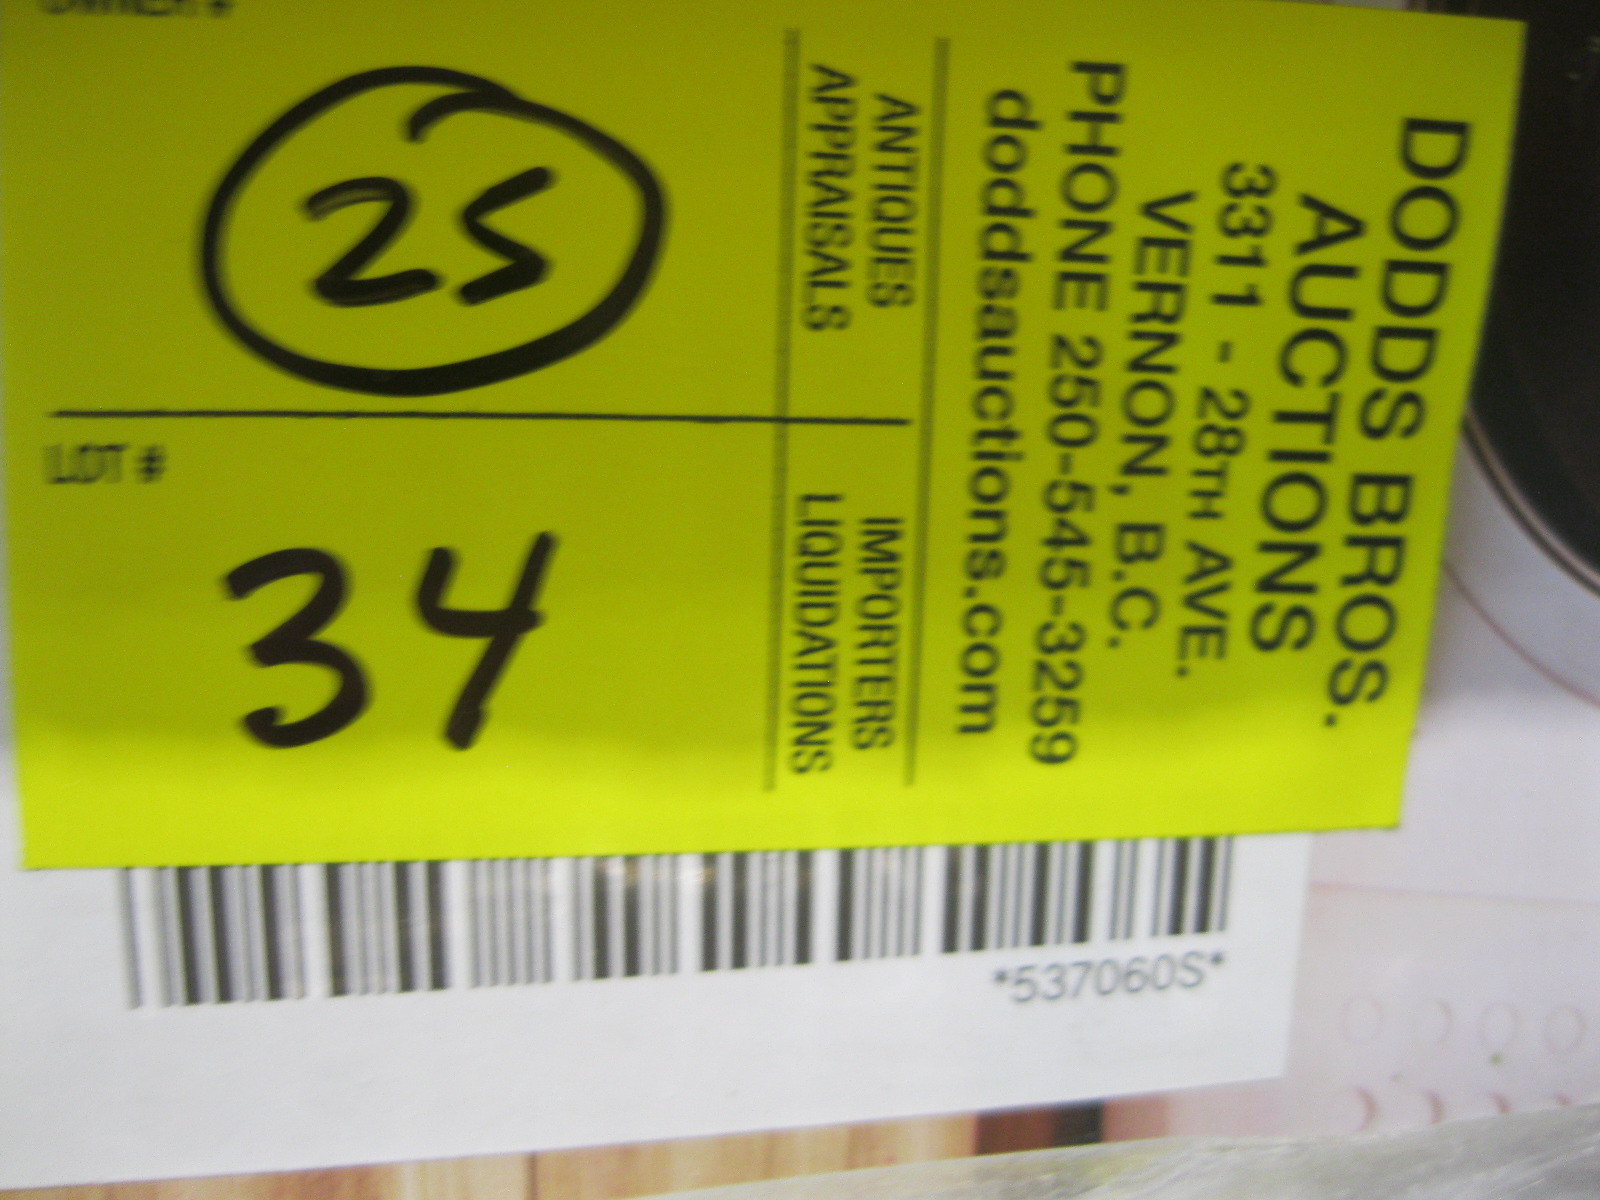 DODDS BROS.
AUCTIONS
3311 - 28TH AVE.
VERNON, B.C.
PHONE 250-545-3259
doddsauctions.com
ANTIQUES
APPRAISALS
IMPORTERS
LIQUIDATIONS
OWNER #
25
LOT #
34
*537060S*